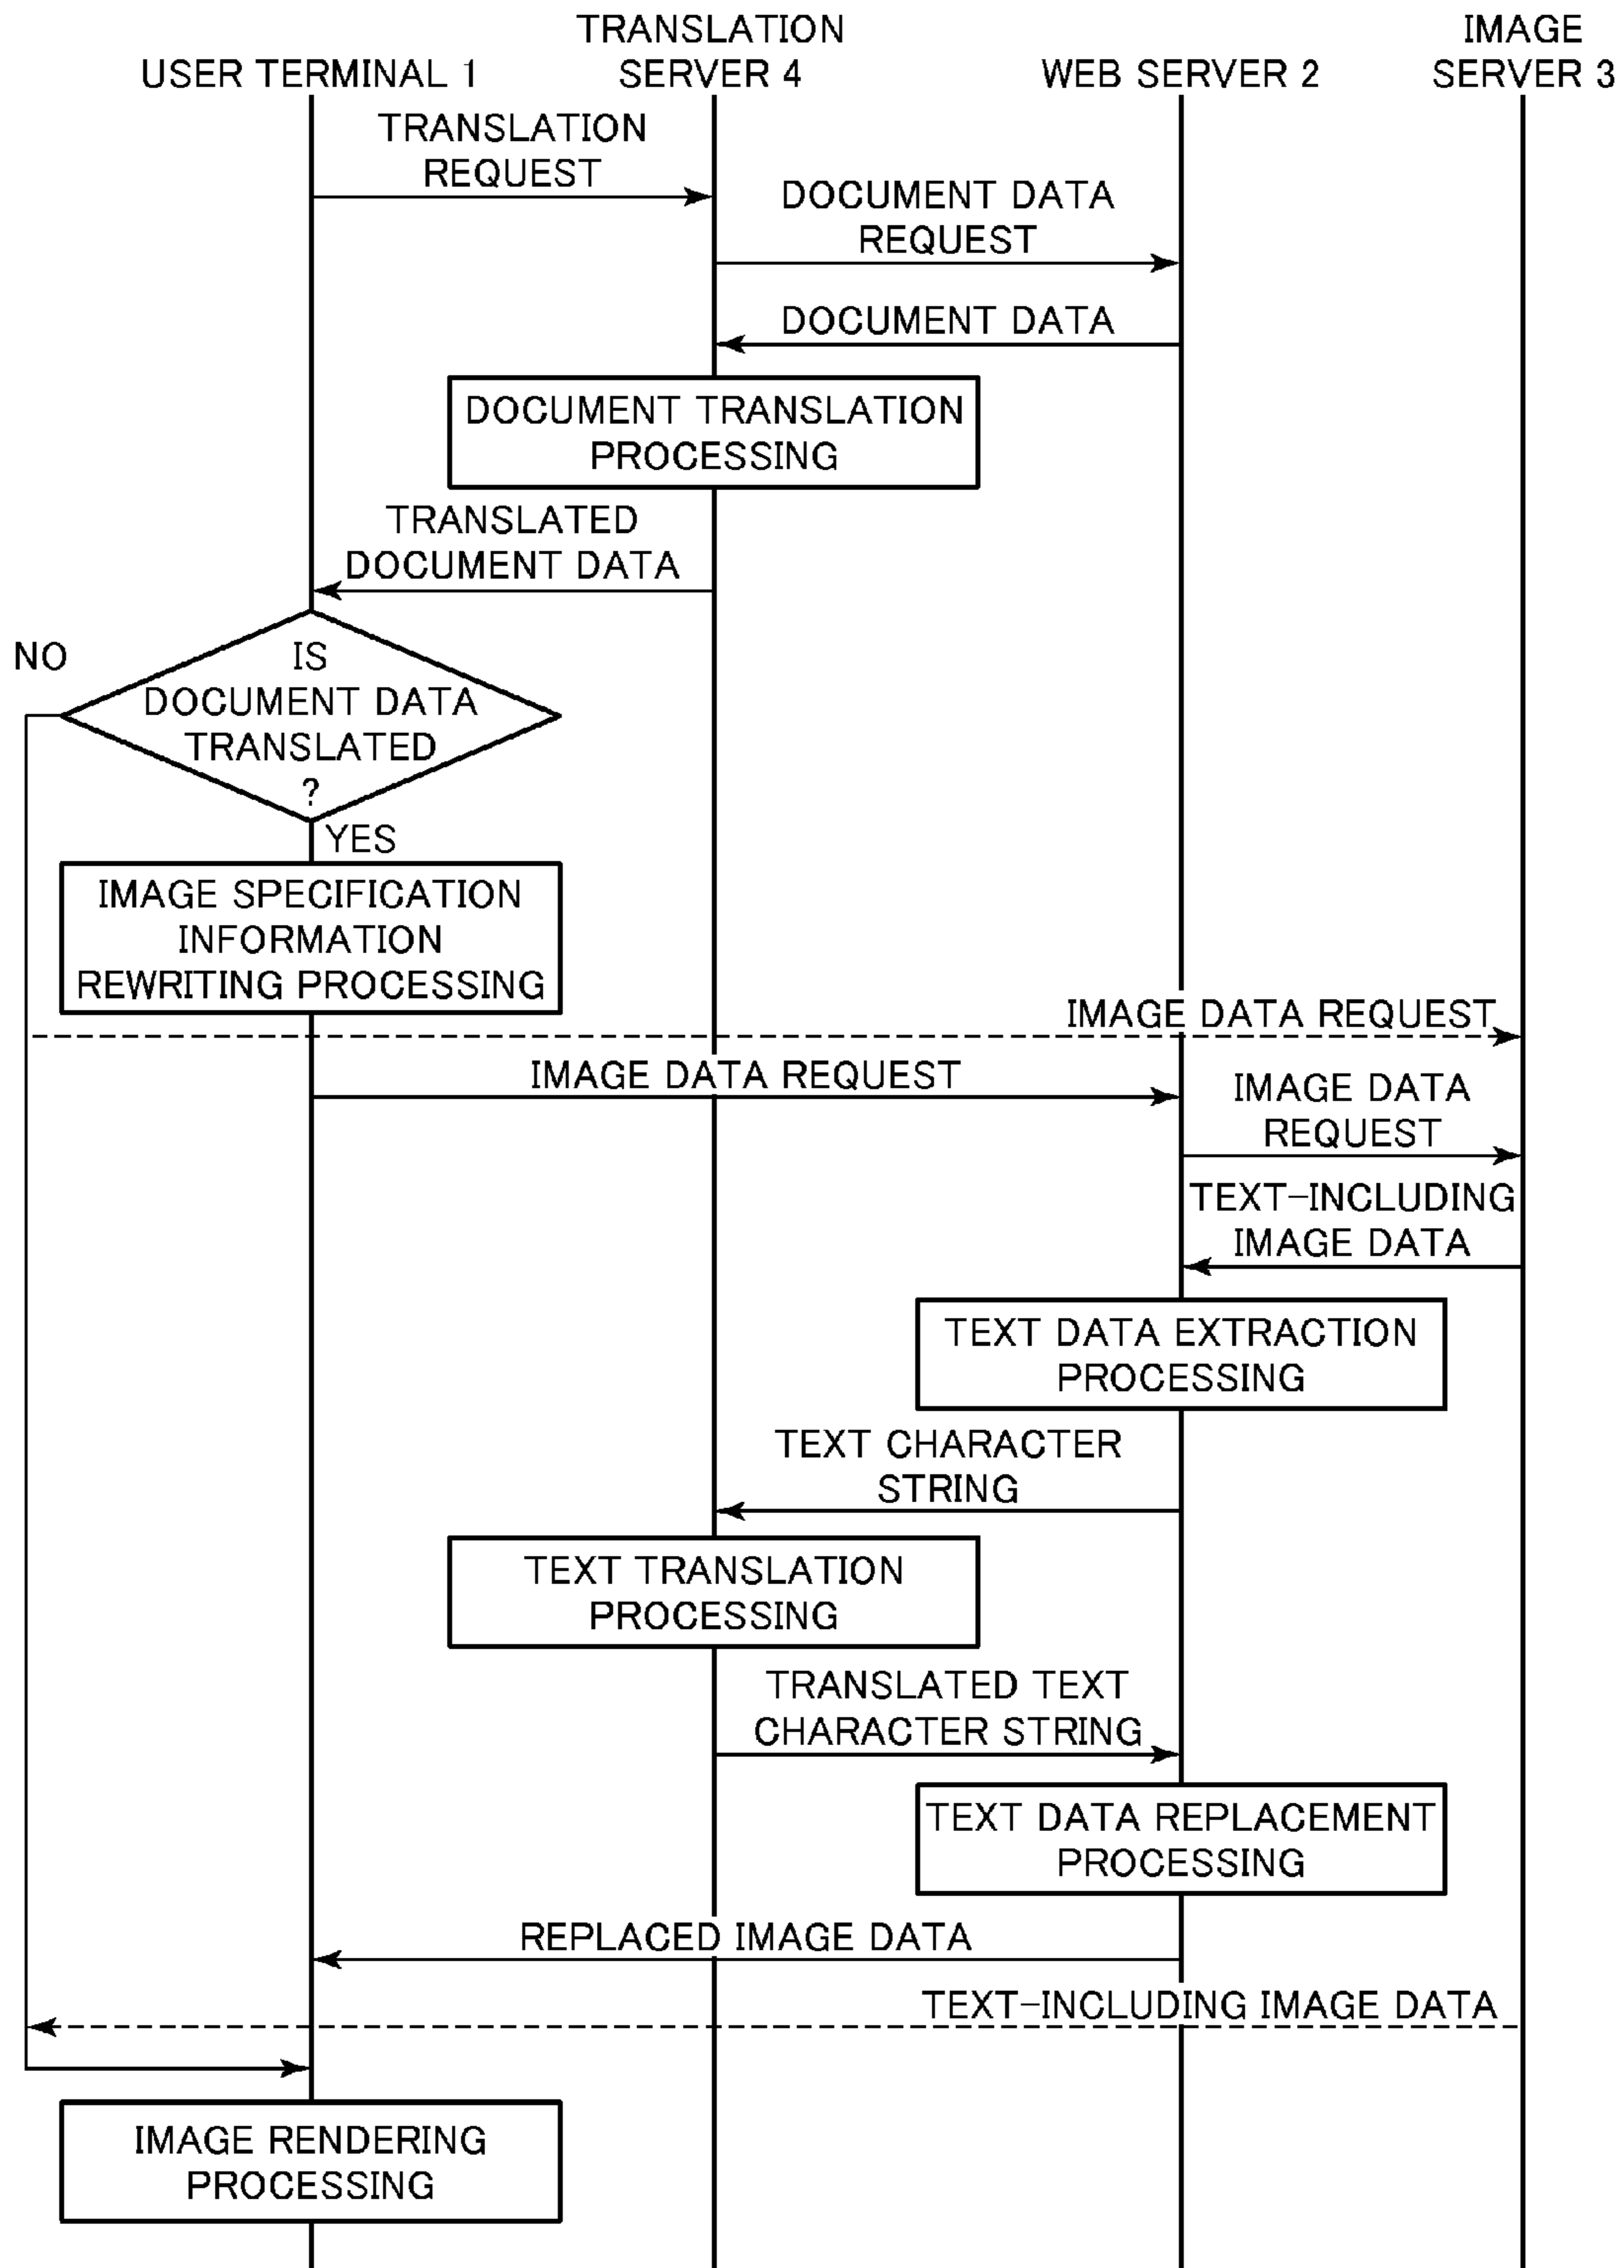 USER TERMINAL 1
TRANSLATION
SERVER 4
WEB SERVER 2
IMAGE
SERVER 3
TRANSLATION
REQUEST
DOCUMENT DATA
REQUEST
DOCUMENT DATA
DOCUMENT TRANSLATION
PROCESSING
TRANSLATED
DOCUMENT DATA
NO
IS
DOCUMENT DATA
TRANSLATED
?
YES
IMAGE SPECIFICATION
INFORMATION
REWRITING PROCESSING
IMAGE DATA REQUEST
IMAGE DATA REQUEST
IMAGE DATA
REQUEST
TEXT-INCLUDING
IMAGE DATA
TEXT DATA EXTRACTION
PROCESSING
TEXT CHARACTER
STRING
TEXT TRANSLATION
PROCESSING
TRANSLATED TEXT
CHARACTER STRING
TEXT DATA REPLACEMENT
PROCESSING
REPLACED IMAGE DATA
TEXT-INCLUDING IMAGE DATA
IMAGE RENDERING
PROCESSING